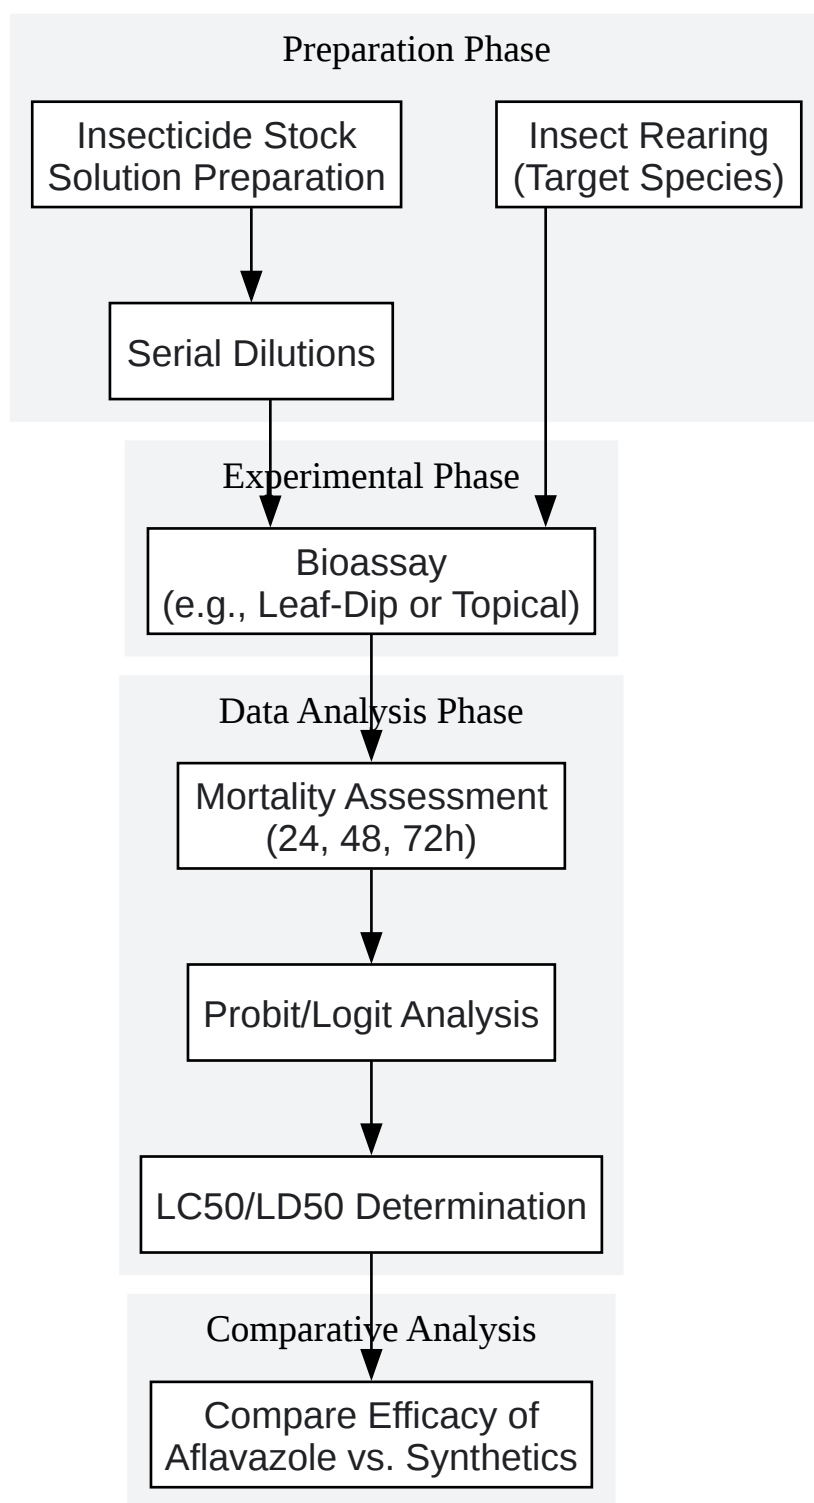 Preparation Phase
Insecticide Stock
Solution Preparation
Insect Rearing
(Target Species)
Serial Dilutions
Experimental Phase
Bioassay
(e.g., Leaf-Dip or Topical)
Data Analysis Phase
Mortality Assessment
(24, 48, 72h)
Probit/Logit Analysis
LC50/LD50 Determination
Comparative Analysis
Compare Efficacy of
Aflavazole vs. Synthetics